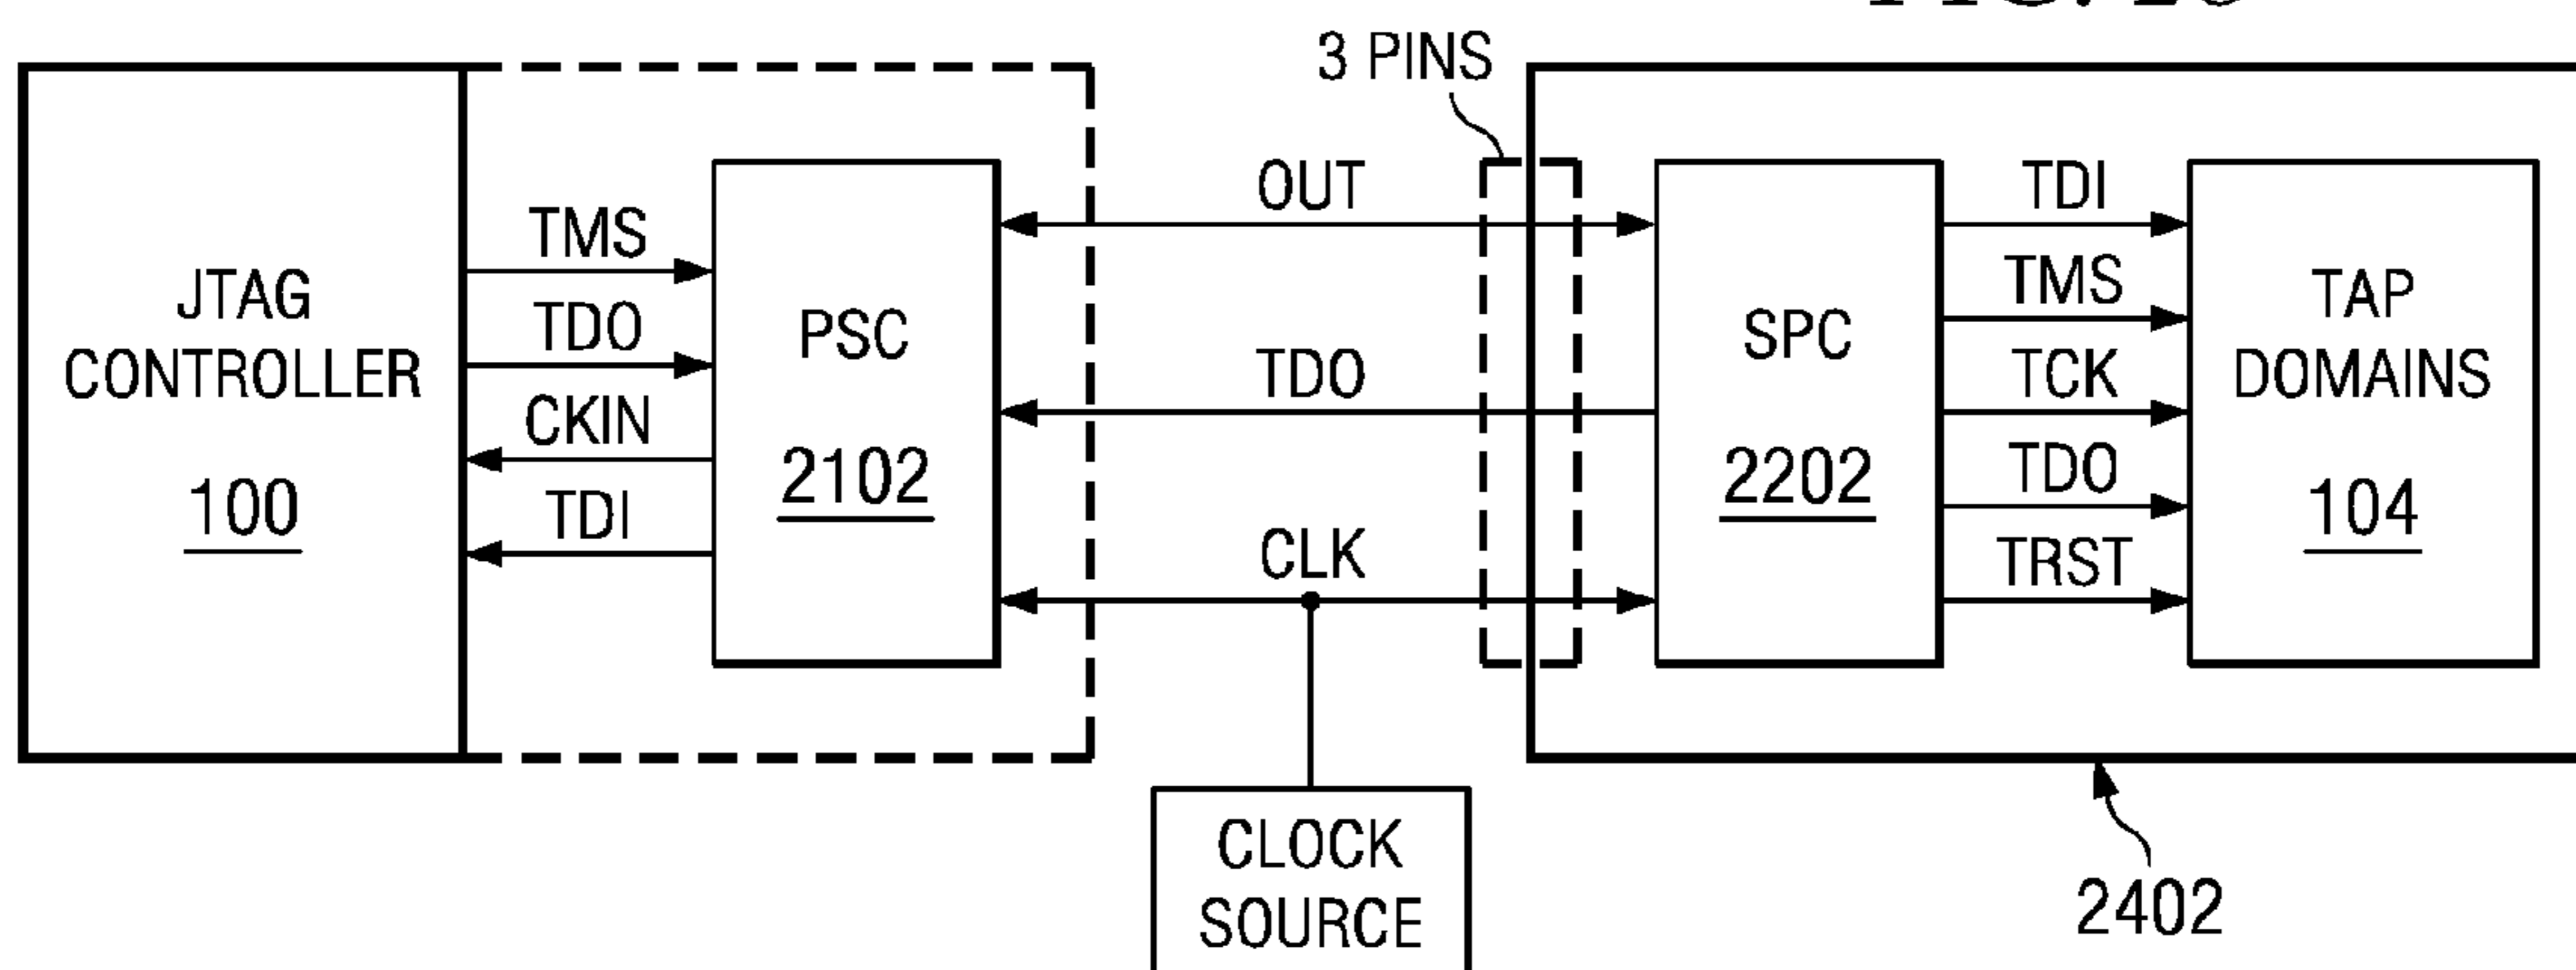 3 PINS
JTAG
CONTROLLER
100
TMS
TDO
CKIN
TDI
PSC
2102
OUT
TDO
CLK
SPC
2202
TDI
TMS
TCK
TDO
TRST
TAP
DOMAINS
104
CLOCK
SOURCE
2402